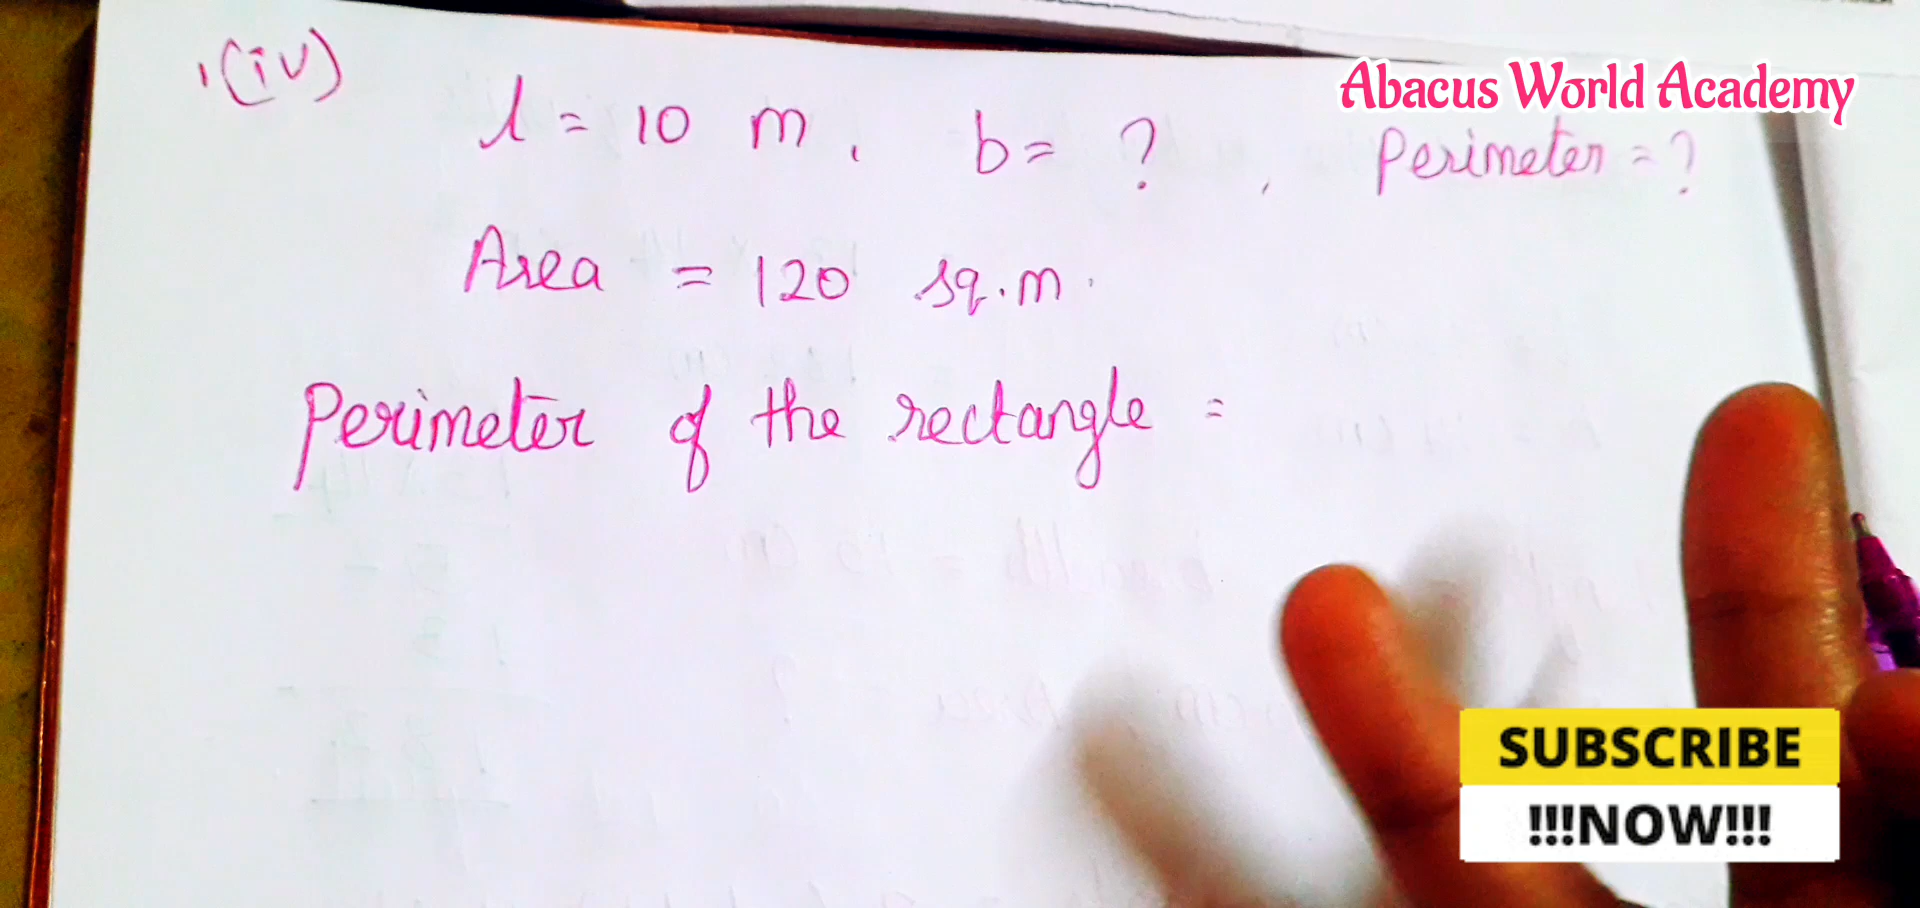 (iv)
l = 10 m, b = ? , Perimeter = ?
Area = 120 sq.m.
Perimeter of the rectangle =
Abacus World Academy
SUBSCRIBE
!!!NOW!!!